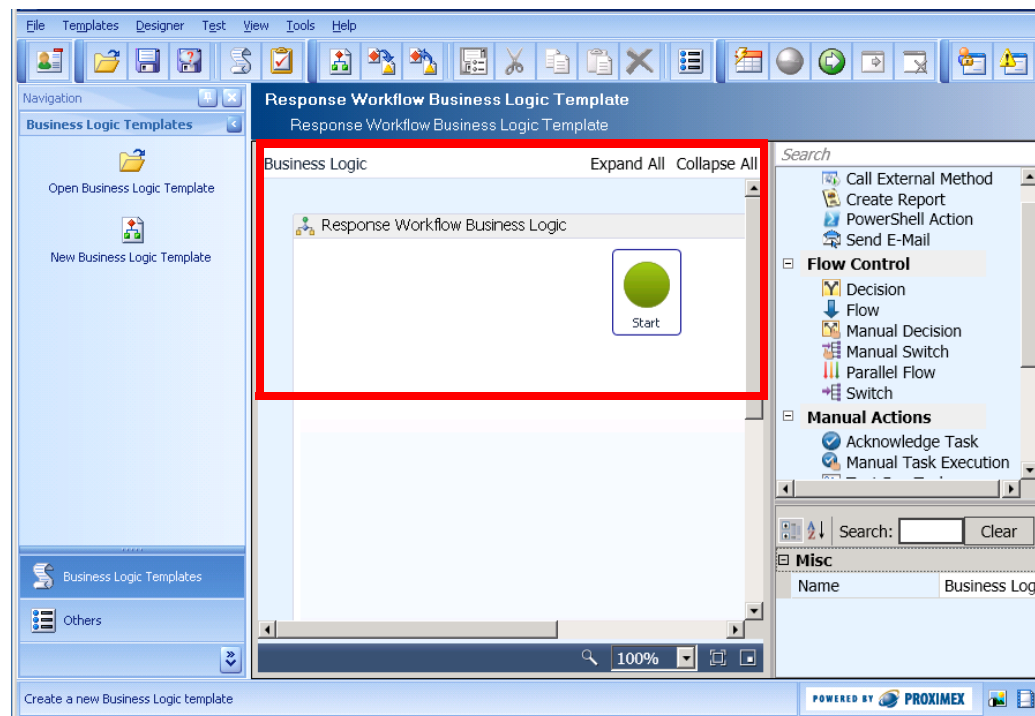 File Templates Designer Test View Tools Help
Navigation
Business Logic Templates
Open Business Logic Template
New Business Logic Template
Business Logic Templates
Others
Response Workflow Business Logic Template
Response Workflow Business Logic Template
Business Logic Expand All Collapse All
Response Workflow Business Logic
Start
100%
Search
Call External Method
Create Report
PowerShell Action
Send E-Mail
Flow Control
Decision
Flow
Manual Decision
Manual Switch
Parallel Flow
Switch
Manual Actions
Acknowledge Task
Manual Task Execution
Search: Clear
Misc
Name Business Log
Create a new Business Logic template
POWERED BY PROXIMEX